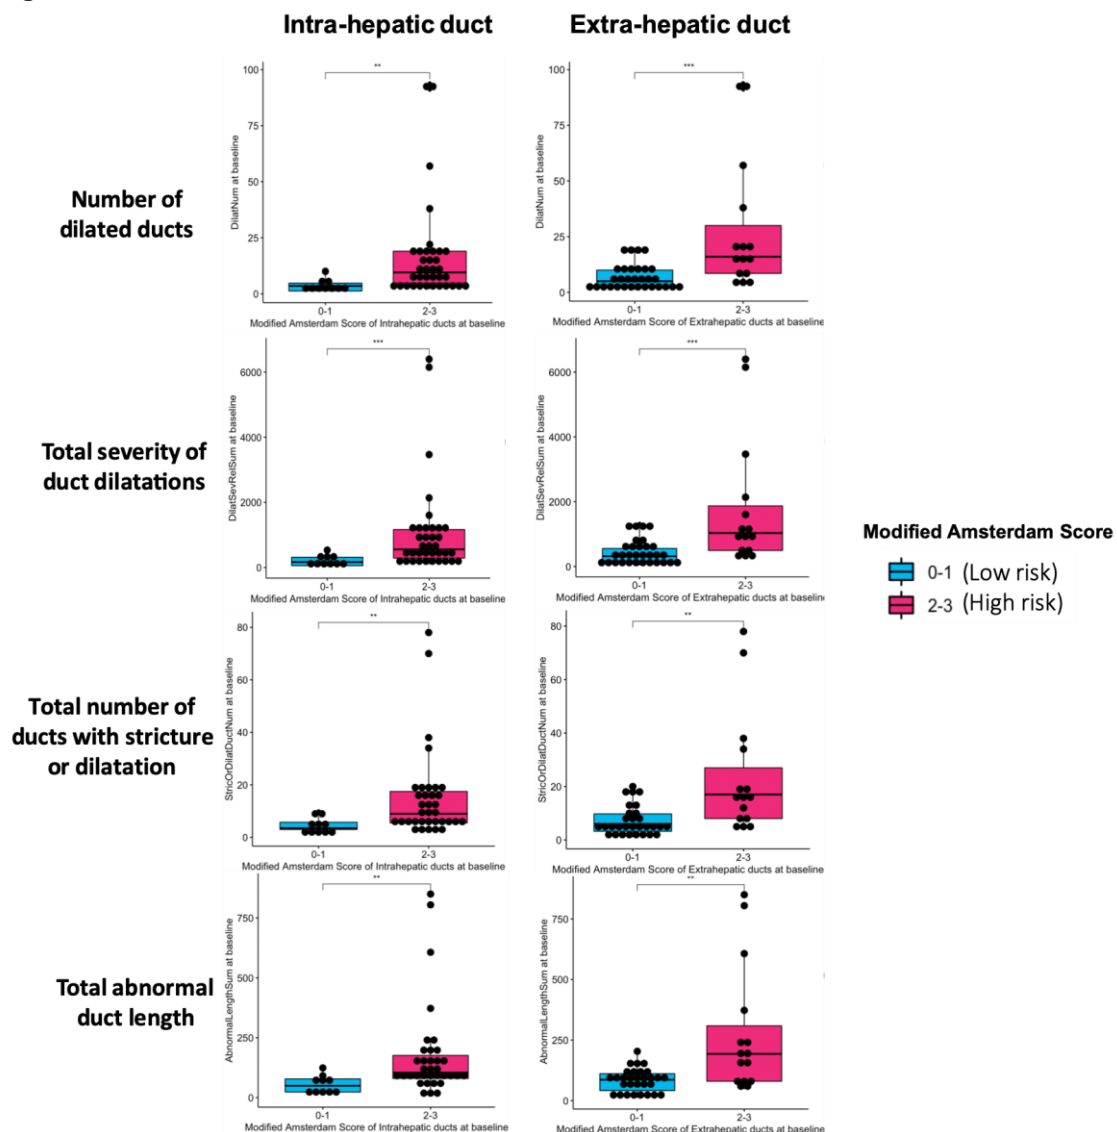 Intra-hepatic duct
Extra-hepatic duct
Number of
dilated ducts
DilatNum at baseline
100
75
50
25
0
**
0-1
2-3
Modified Amsterdam Score of Intrahepatic ducts at baseline
DilatNum at baseline
100
75
50
25
0
***
0-1
2-3
Modified Amsterdam Score of Extrahepatic ducts at baseline
Total severity of
duct dilatations
DilatSevRelSum at baseline
6000
4000
2000
0
***
0-1
2-3
Modified Amsterdam Score of Intrahepatic ducts at baseline
DilatSevRelSum at baseline
6000
4000
2000
0
***
0-1
2-3
Modified Amsterdam Score of Extrahepatic ducts at baseline
Modified Amsterdam Score
0-1 (Low risk)
2-3 (High risk)
Total number of
ducts with stricture
or dilatation
StricOrDilatDuctNum at baseline
80
60
40
20
0
**
0-1
2-3
Modified Amsterdam Score of Intrahepatic ducts at baseline
StricOrDilatDuctNum at baseline
80
60
40
20
0
**
0-1
2-3
Modified Amsterdam Score of Extrahepatic ducts at baseline
Total abnormal
duct length
AbnormalLengthSum at baseline
750
500
250
0
**
0-1
2-3
Modified Amsterdam Score of Intrahepatic ducts at baseline
AbnormalLengthSum at baseline
750
500
250
0
**
0-1
2-3
Modified Amsterdam Score of Extrahepatic ducts at baseline